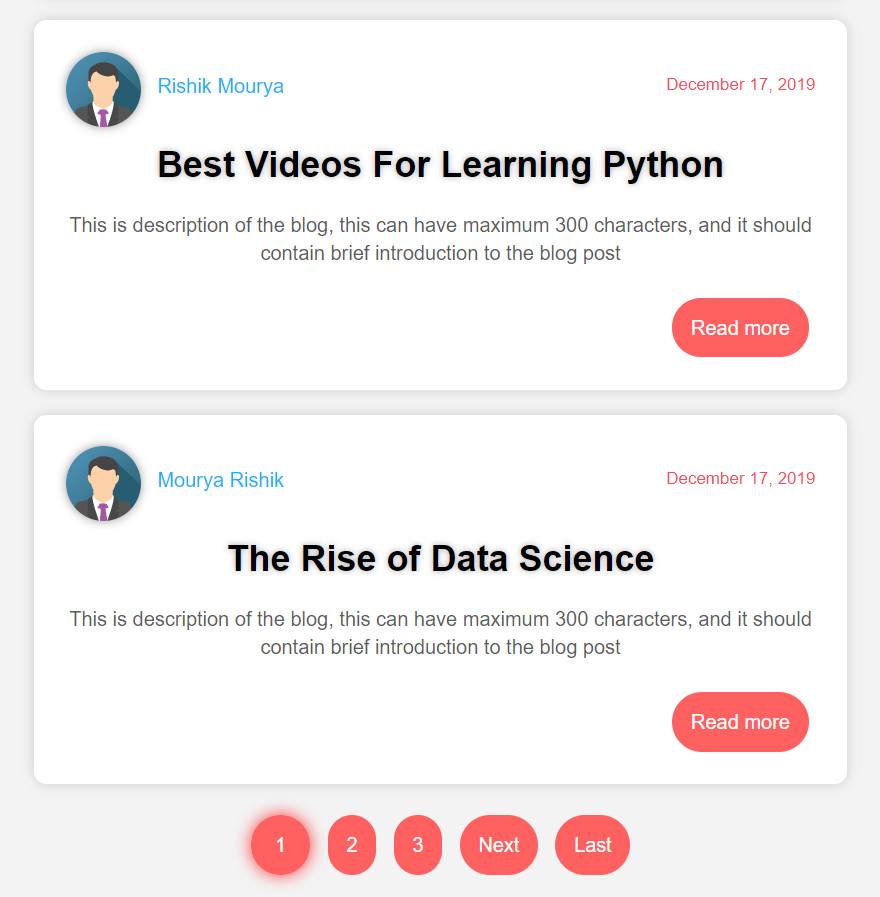 Rishik Mourya
December 17, 2019
Best Videos For Learning Python
This is description of the blog, this can have maximum 300 characters, and it should
contain brief introduction to the blog post
Read more
Mourya Rishik
December 17, 2019
The Rise of Data Science
This is description of the blog, this can have maximum 300 characters, and it should
contain brief introduction to the blog post
Read more
1 2 3 Next Last